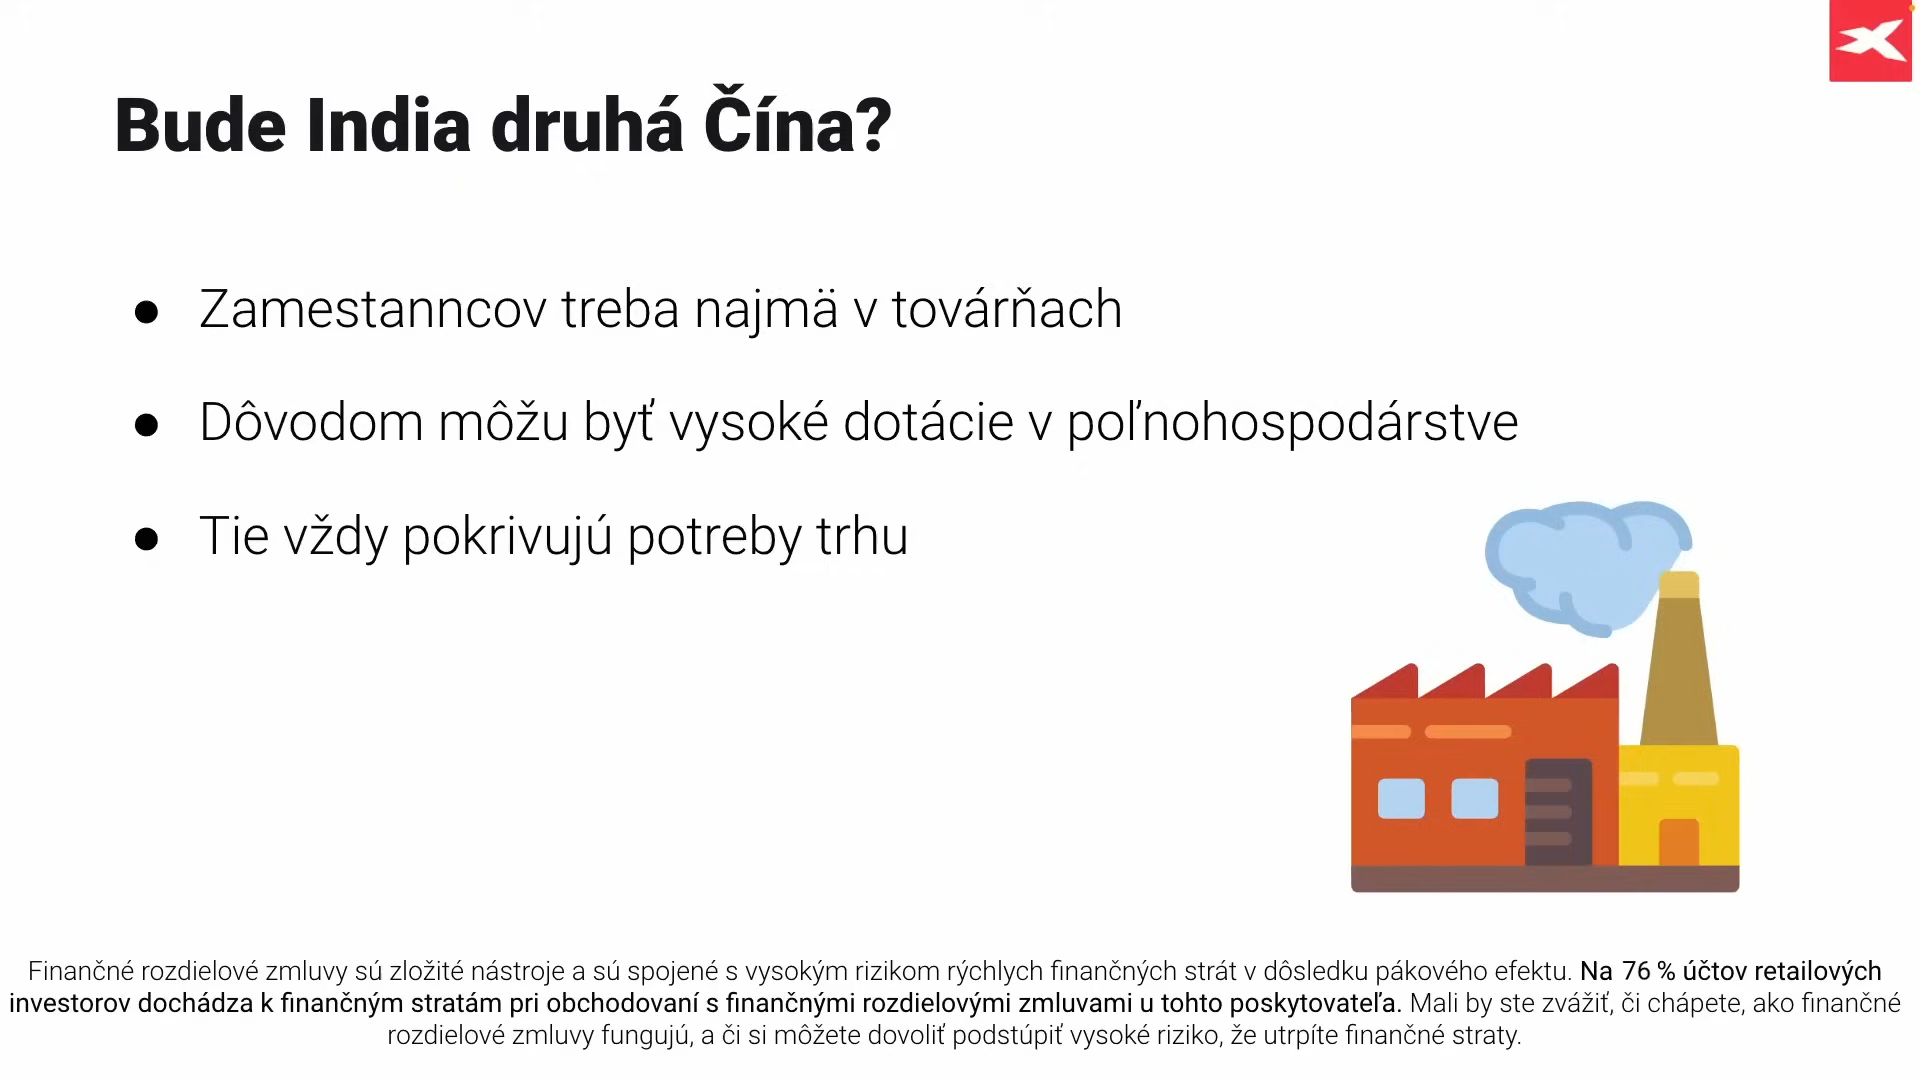 Bude India druhá Čína?
● Zamestanncov treba najmä v továrňach
● Dôvodom môžu byť vysoké dotácie v poľnohospodárstve
● Tie vždy pokrivujú potreby trhu
Finančné rozdielové zmluvy sú zložité nástroje a sú spojené s vysokým rizikom rýchlych finančných strát v dôsledku pákového efektu. Na 76 % účtov retailových
investorov dochádza k finančným stratám pri obchodovaní s finančnými rozdielovými zmluvami u tohto poskytovateľa. Mali by ste zvážiť, či chápete, ako finančné
rozdielové zmluvy fungujú, a či si môžete dovoliť podstúpiť vysoké riziko, že utrpíte finančné straty.